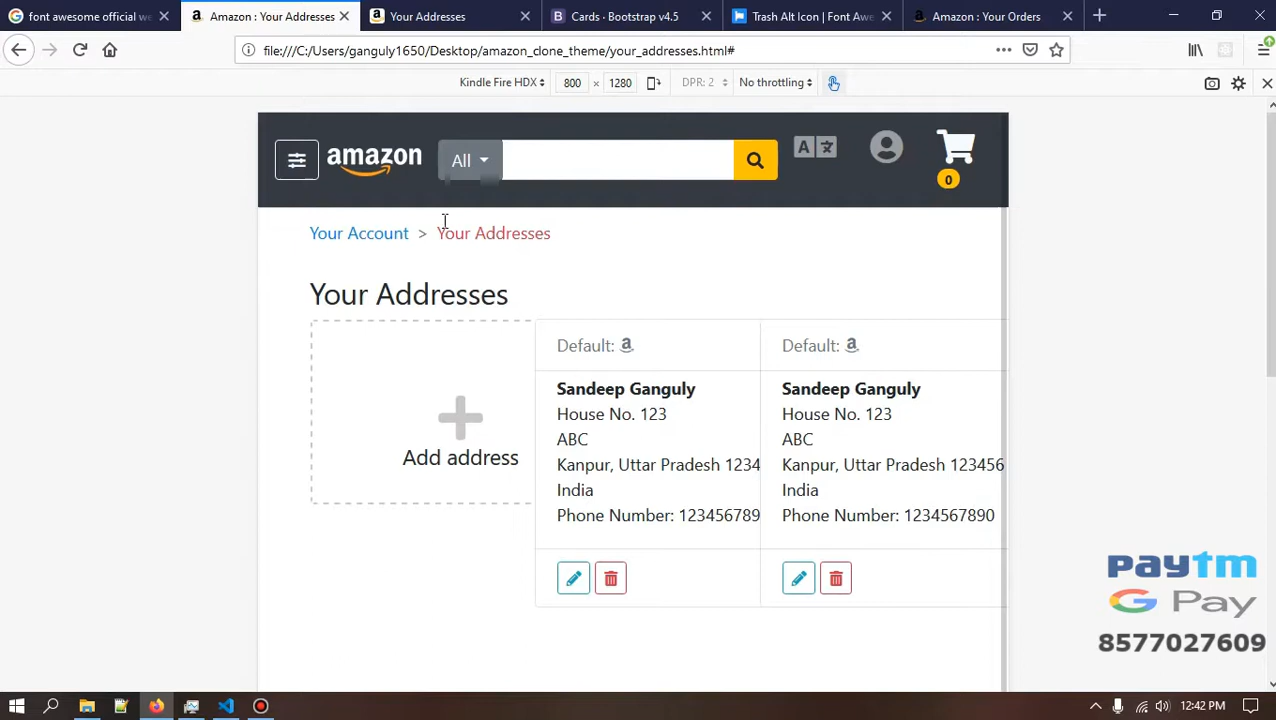 font awesome official we
Amazon : Your Addresses
Your Addresses
Cards · Bootstrap v4.5
Trash Alt Icon | Font Awe
Amazon : Your Orders
file:///C:/Users/ganguly1650/Desktop/amazon_clone_theme/your_addresses.html#
Kindle Fire HDX
800 × 1280
DPR: 2
No throttling
amazon
All
0
Your Account > Your Addresses
Your Addresses
Add address
Default:
Sandeep Ganguly
House No. 123
ABC
Kanpur, Uttar Pradesh 1234
India
Phone Number: 123456789
Default:
Sandeep Ganguly
House No. 123
ABC
Kanpur, Uttar Pradesh 123456
India
Phone Number: 1234567890
paytm
G Pay
8577027609
12:42 PM